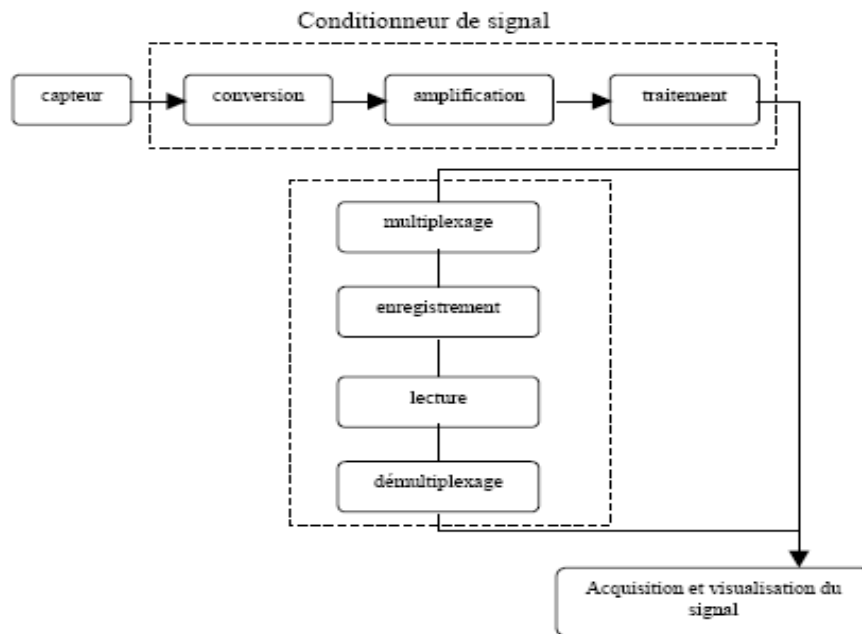 Conditionneur de signal
capteur
conversion
amplification
traitement
multiplexage
enregistrement
lecture
démultiplexage
Acquisition et visualisation du
signal